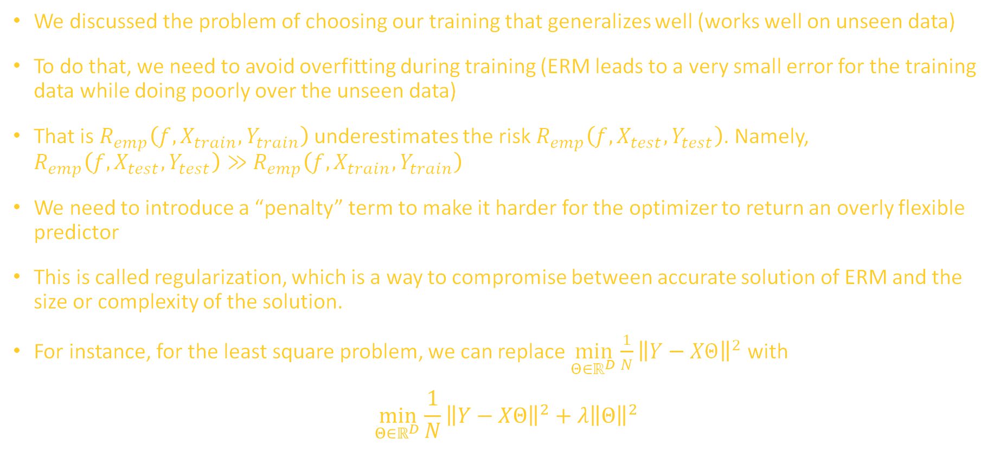 • We discussed the problem of choosing our training that generalizes well (works well on unseen data)
• To do that, we need to avoid overfitting during training (ERM leads to a very small error for the training
data while doing poorly over the unseen data)
• That is $R_{emp}(f, X_{train}, Y_{train})$ underestimates the risk $R_{emp}(f, X_{test}, Y_{test})$. Namely,
$R_{emp}(f, X_{test}, Y_{test}) \gg R_{emp}(f, X_{train}, Y_{train})$
• We need to introduce a “penalty” term to make it harder for the optimizer to return an overly flexible
predictor
• This is called regularization, which is a way to compromise between accurate solution of ERM and the
size or complexity of the solution.
• For instance, for the least square problem, we can replace $\min_{\Theta \in \mathbb{R}^D} \frac{1}{N} \|Y - X\Theta\|^2$ with
$\min_{\Theta \in \mathbb{R}^D} \frac{1}{N} \|Y - X\Theta\|^2 + \lambda \|\Theta\|^2$